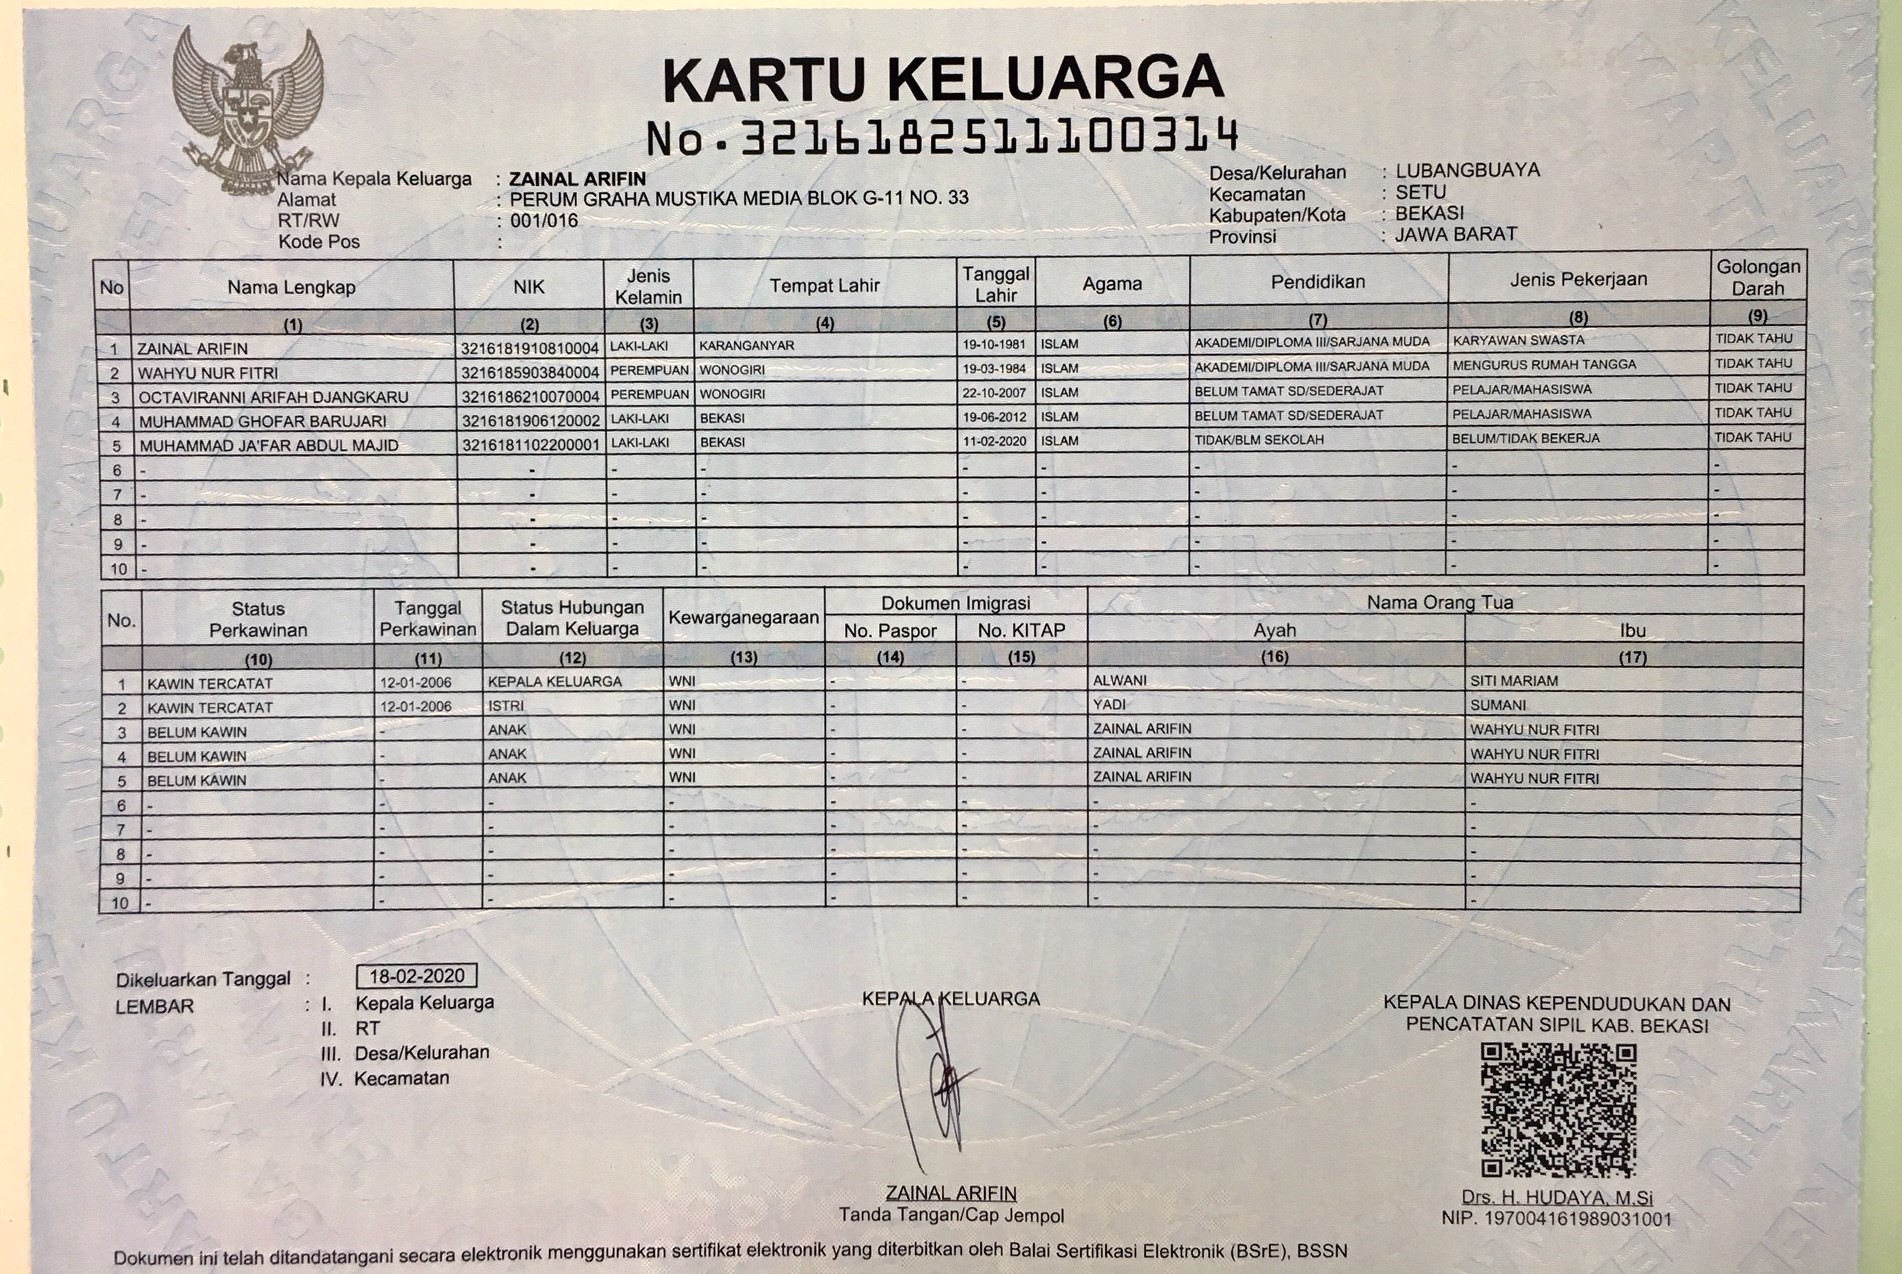 KARTU KELUARGA
No. 3216182511100314
Nama Kepala Keluarga : ZAINAL ARIFIN
Alamat : PERUM GRAHA MUSTIKA MEDIA BLOK G-11 NO. 33
RT/RW : 001/016
Kode Pos :
Desa/Kelurahan : LUBANGBUAYA
Kecamatan : SETU
Kabupaten/Kota : BEKASI
Provinsi : JAWA BARAT
No Nama Lengkap NIK Jenis Kelamin Tempat Lahir Tanggal Lahir Agama Pendidikan Jenis Pekerjaan Golongan Darah
(1) (2) (3) (4) (5) (6) (7) (8) (9)
1 ZAINAL ARIFIN 3216181910810004 LAKI-LAKI KARANGANYAR 19-10-1981 ISLAM AKADEMI/DIPLOMA III/SARJANA MUDA KARYAWAN SWASTA TIDAK TAHU
2 WAHYU NUR FITRI 3216185903840004 PEREMPUAN WONOGIRI 19-03-1984 ISLAM AKADEMI/DIPLOMA III/SARJANA MUDA MENGURUS RUMAH TANGGA TIDAK TAHU
3 OCTAVIRANNI ARIFAH DJANGKARU 3216186210070004 PEREMPUAN WONOGIRI 22-10-2007 ISLAM BELUM TAMAT SD/SEDERAJAT PELAJAR/MAHASISWA TIDAK TAHU
4 MUHAMMAD GHOFAR BARUJARI 3216181906120002 LAKI-LAKI BEKASI 19-06-2012 ISLAM BELUM TAMAT SD/SEDERAJAT PELAJAR/MAHASISWA TIDAK TAHU
5 MUHAMMAD JA'FAR ABDUL MAJID 3216181102200001 LAKI-LAKI BEKASI 11-02-2020 ISLAM TIDAK/BLM SEKOLAH BELUM/TIDAK BEKERJA TIDAK TAHU
6 - - - - - - - - -
7 - - - - - - - - -
8 - - - - - - - - -
9 - - - - - - - - -
10 - - - - - - - - -
No. Status Perkawinan Tanggal Perkawinan Status Hubungan Dalam Keluarga Kewarganegaraan Dokumen Imigrasi Nama Orang Tua
No. Paspor No. KITAP Ayah Ibu
(10) (11) (12) (13) (14) (15) (16) (17)
1 KAWIN TERCATAT 12-01-2006 KEPALA KELUARGA WNI - - ALWANI SITI MARIAM
2 KAWIN TERCATAT 12-01-2006 ISTRI WNI - - YADI SUMANI
3 BELUM KAWIN - ANAK WNI - - ZAINAL ARIFIN WAHYU NUR FITRI
4 BELUM KAWIN - ANAK WNI - - ZAINAL ARIFIN WAHYU NUR FITRI
5 BELUM KAWIN - ANAK WNI - - ZAINAL ARIFIN WAHYU NUR FITRI
6 - - - - - - - -
7 - - - - - - - -
8 - - - - - - - -
9 - - - - - - - -
10 - - - - - - - -
Dikeluarkan Tanggal : 18-02-2020
LEMBAR : I. Kepala Keluarga
II. RT
III. Desa/Kelurahan
IV. Kecamatan
KEPALA KELUARGA
ZAINAL ARIFIN
Tanda Tangan/Cap Jempol
KEPALA DINAS KEPENDUDUKAN DAN
PENCATATAN SIPIL KAB. BEKASI
Drs. H. HUDAYA, M.Si
NIP. 197004161989031001
Dokumen ini telah ditandatangani secara elektronik menggunakan sertifikat elektronik yang diterbitkan oleh Balai Sertifikasi Elektronik (BSrE), BSSN